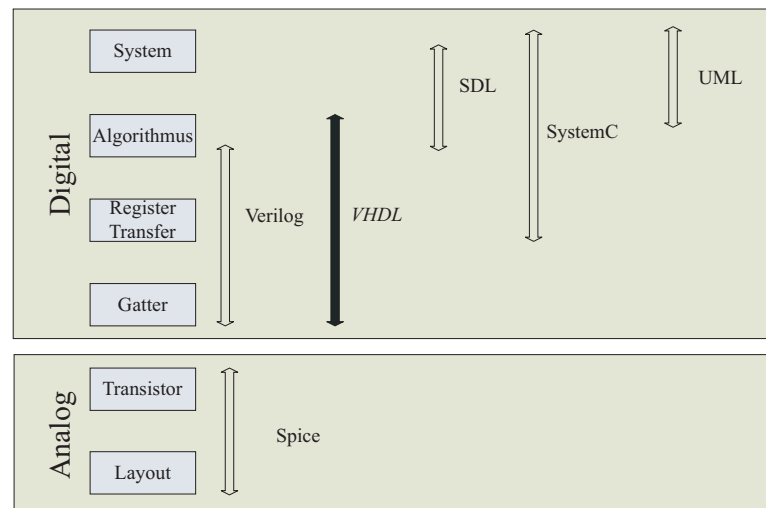 Digital
System
Algorithmus
Register
Transfer
Gatter
Verilog
VHDL
SDL
SystemC
UML
Analog
Transistor
Layout
Spice